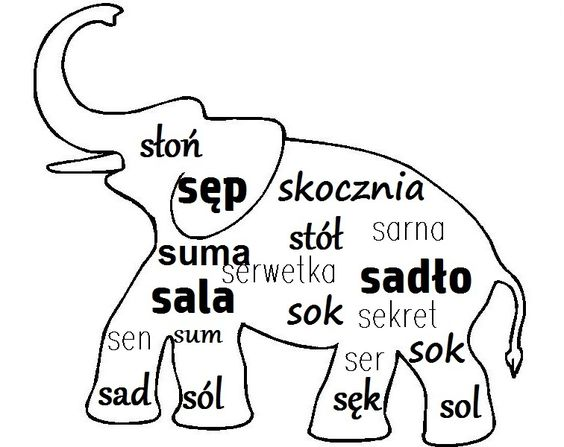 słoń
sęp
skocznia
stół
sarna
suma
serwetka
sadło
sala
sok
sekret
sen
sum
ser
sok
sad
sól
sęk
sol